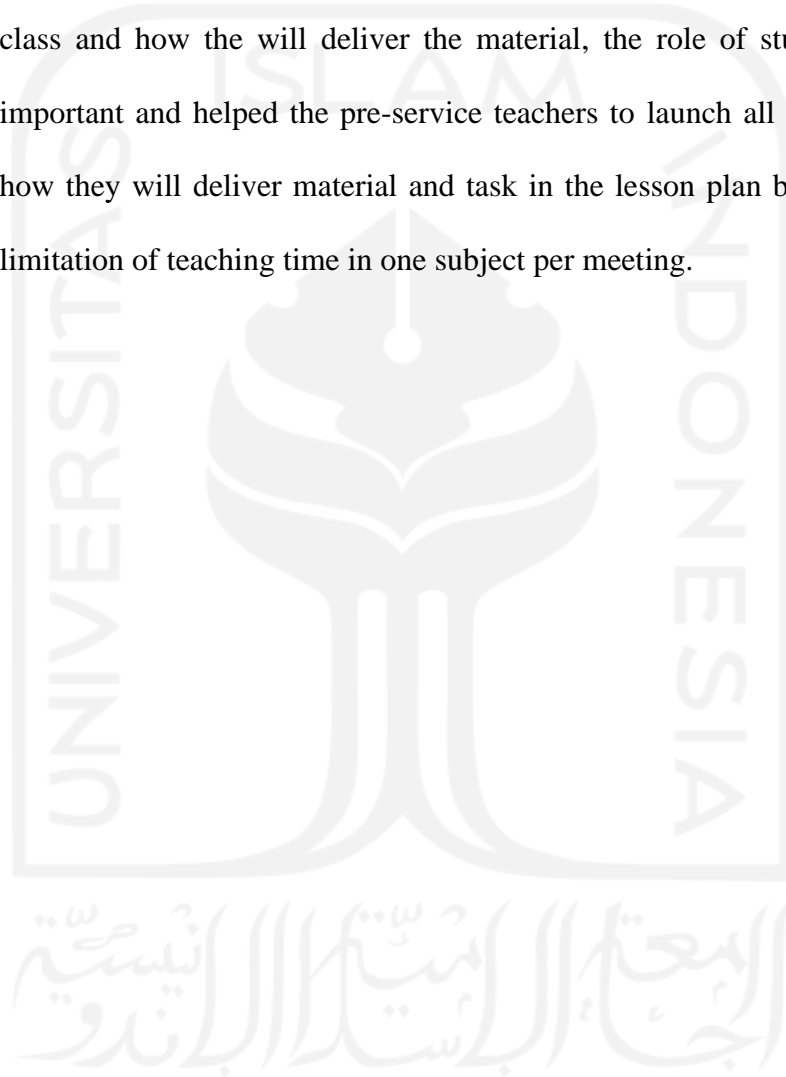 class and how the will deliver the material, the role of stu
important and helped the pre-service teachers to launch all
how they will deliver material and task in the lesson plan b
limitation of teaching time in one subject per meeting.
UNIVERSITAS
ISLAM
INDONESIA